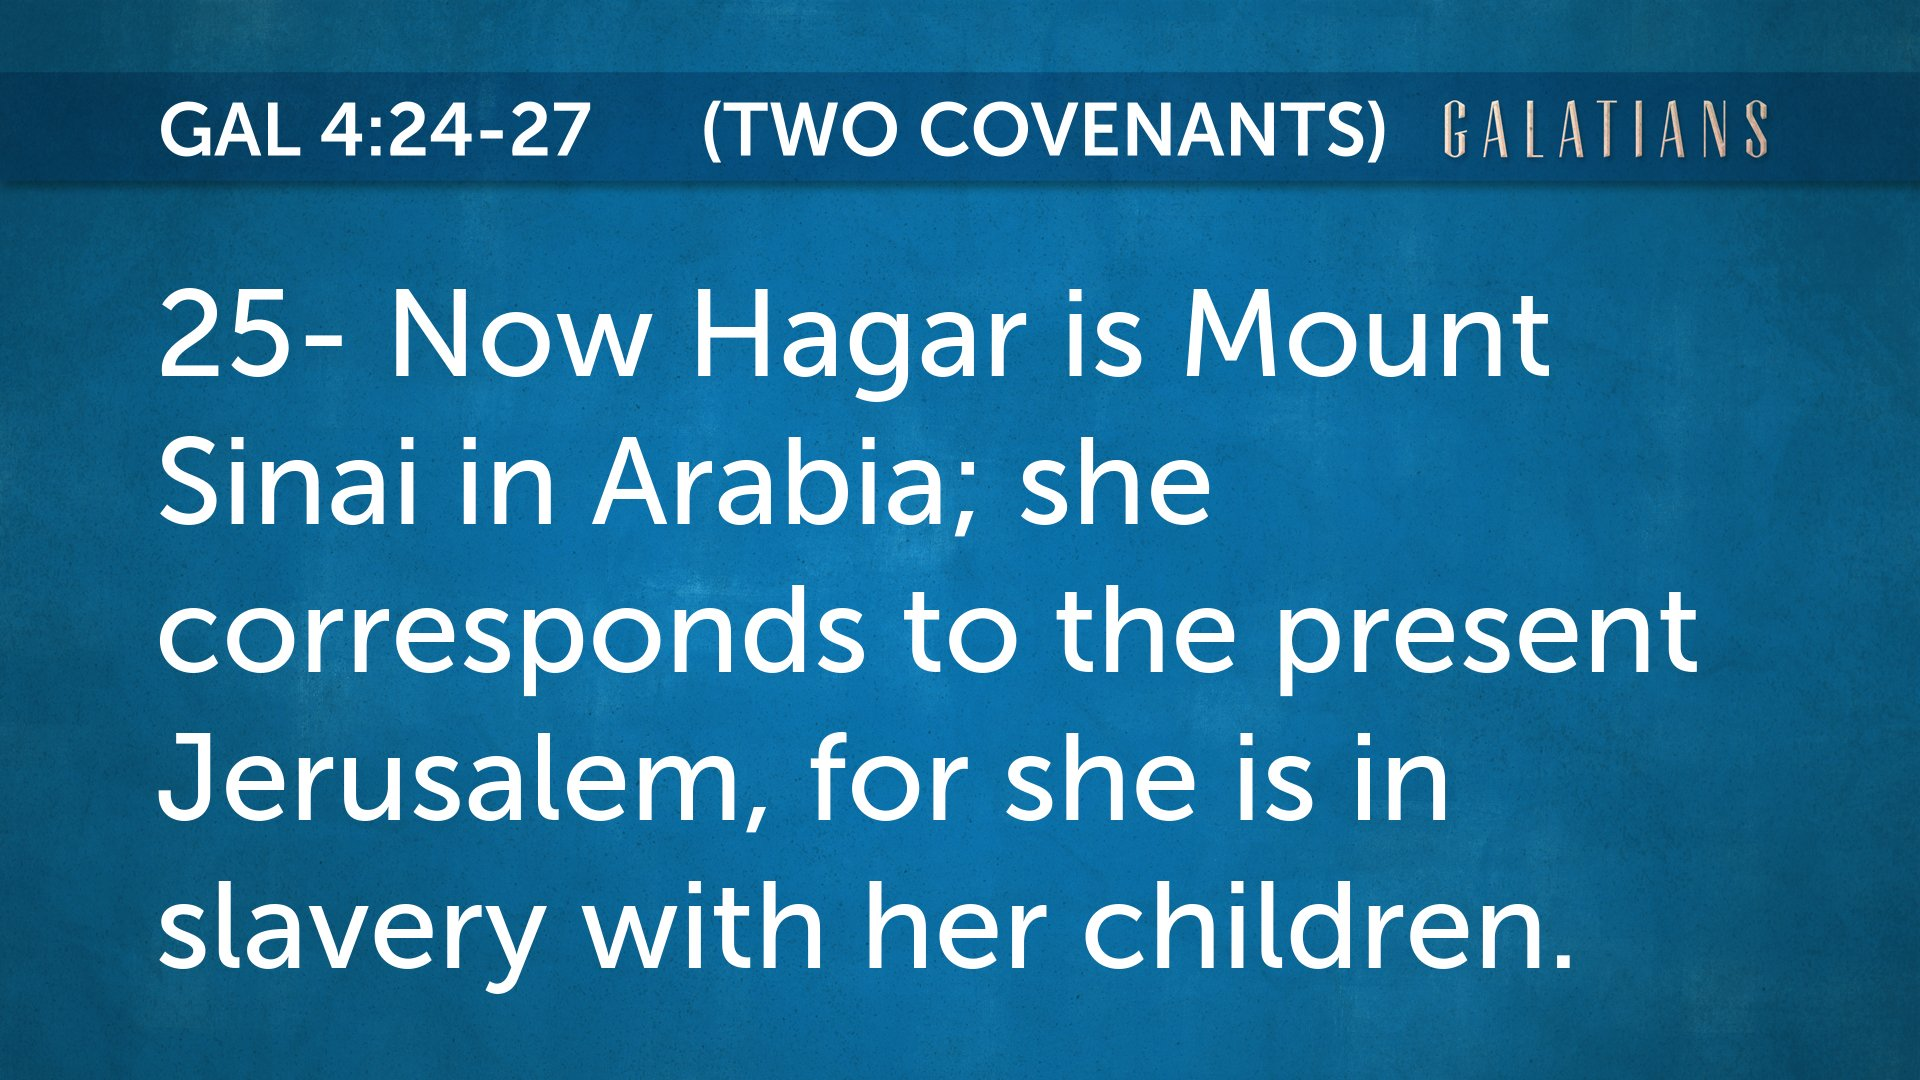 GAL 4:24-27 (TWO COVENANTS) GALATIANS
25- Now Hagar is Mount
Sinai in Arabia; she
corresponds to the present
Jerusalem, for she is in
slavery with her children.